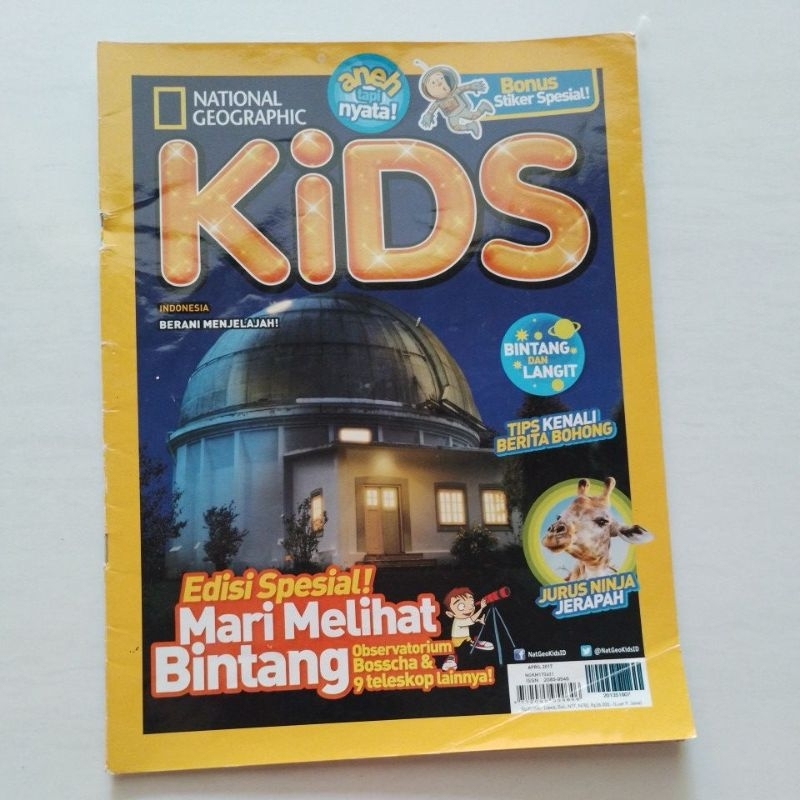 NATIONAL
GEOGRAPHIC
aneh
tapi
nyata!
Bonus
Stiker Spesial!
KiDS
INDONESIA
BERANI MENJELAJAH!
BINTANG
DAN
LANGIT
TIPS KENALI
BERITA BOHONG
JURUS NINJA
JERAPAH
Edisi Spesial!
Mari Melihat
Bintang
Observatorium
Bosscha &
9 teleskop lainnya!
NatGeoKidsID
@NatGeoKidsID
APRIL 2017